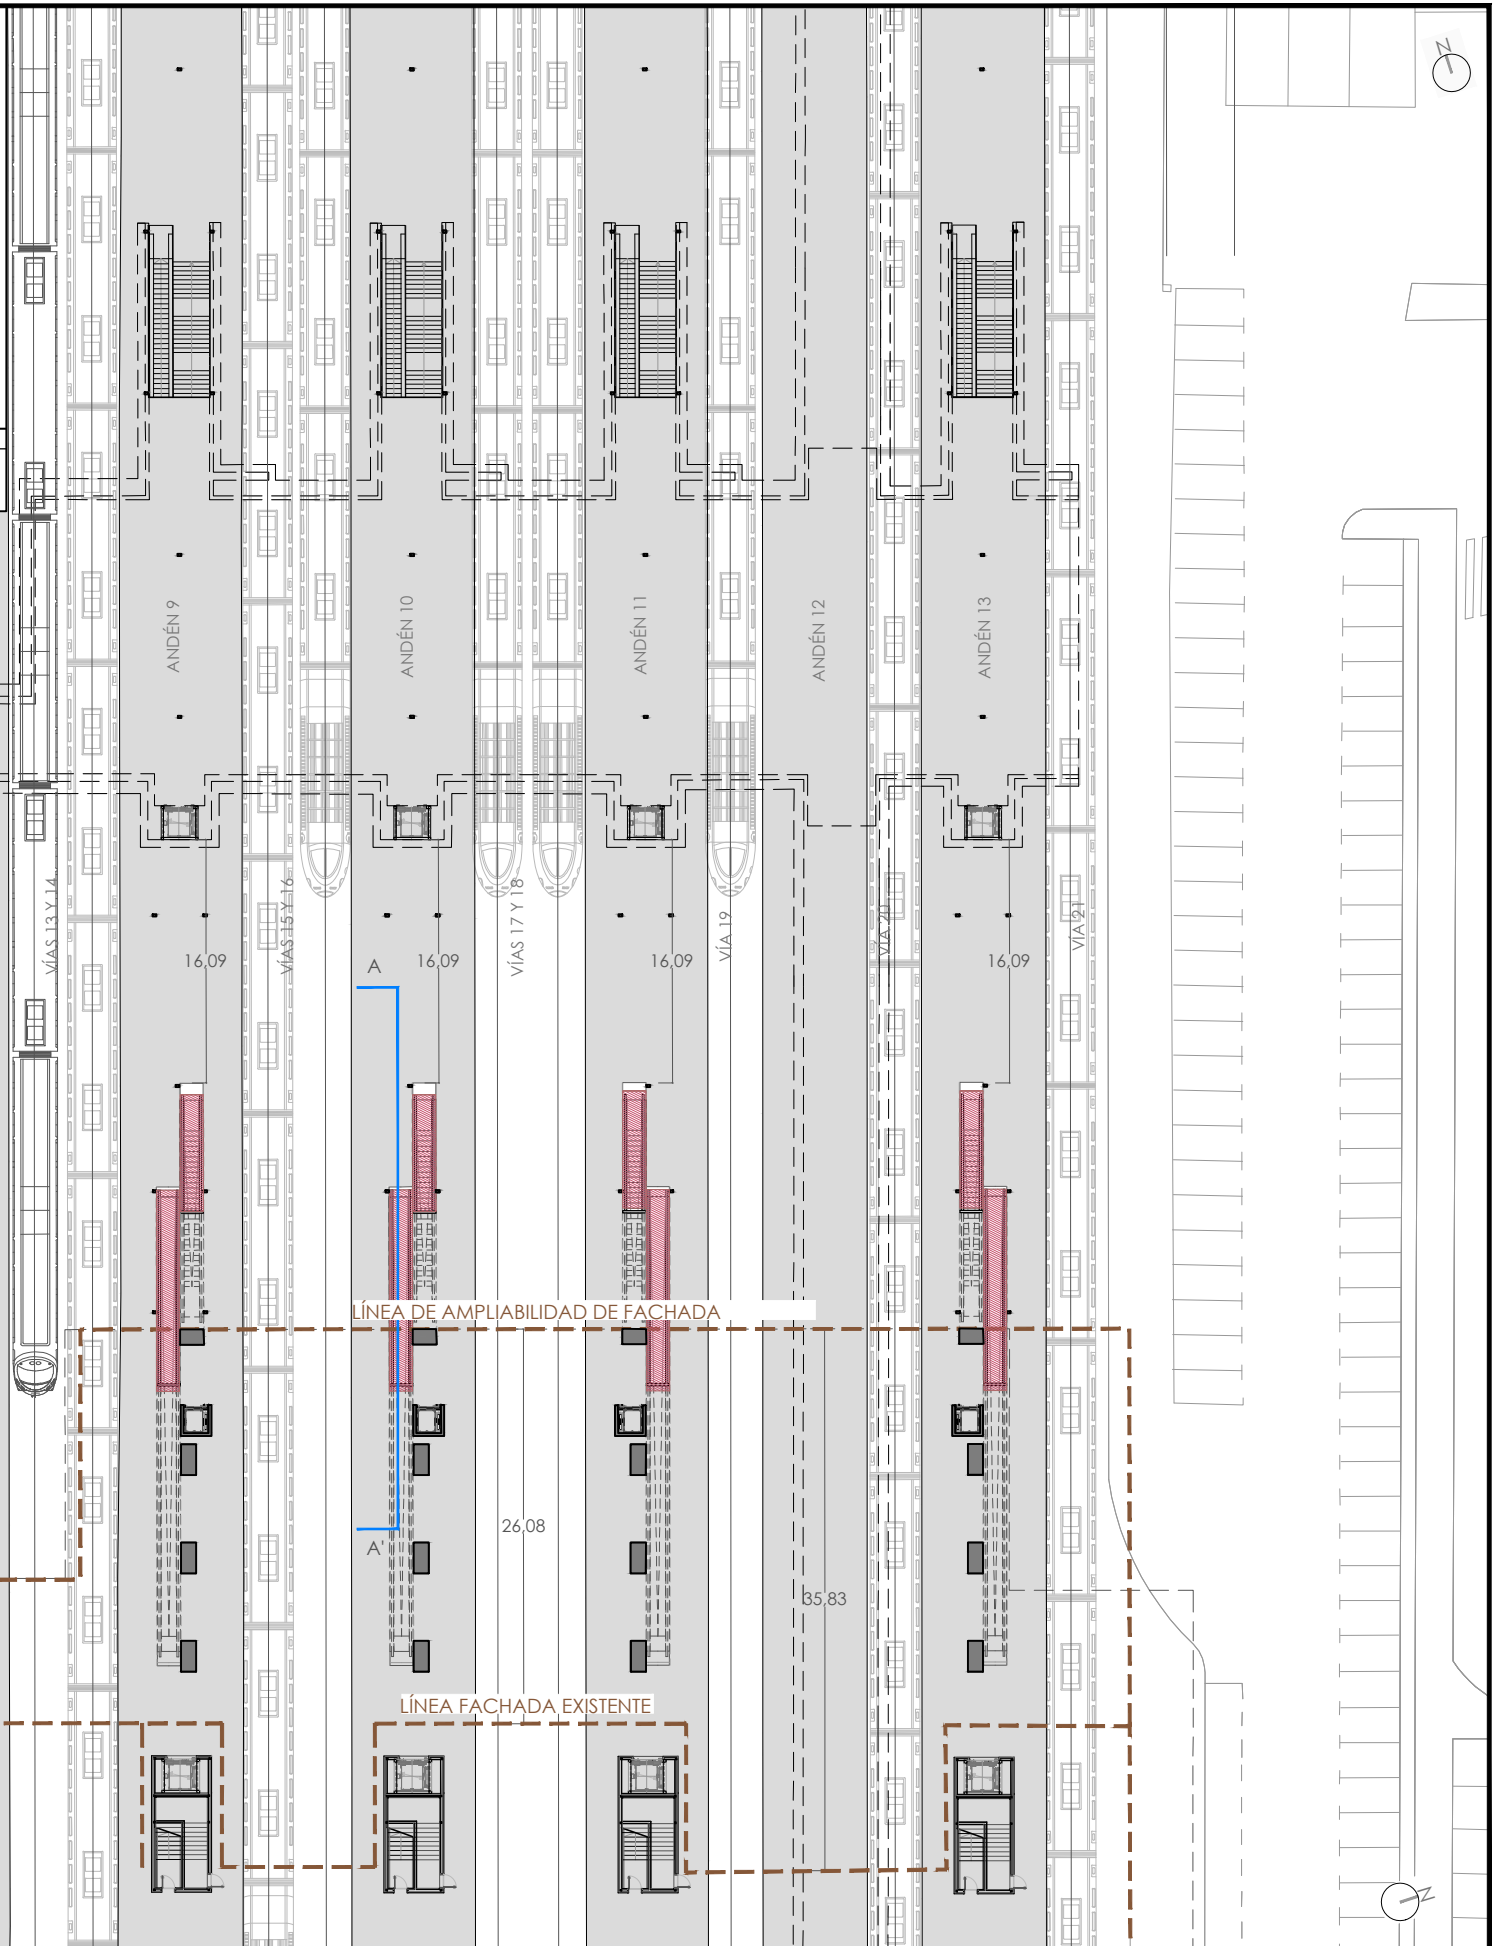 N
ANDÉN 9
ANDÉN 10
ANDÉN 11
ANDÉN 12
ANDÉN 13
VÍAS 13 Y 14
VÍAS 15 Y 16
VÍAS 17 Y 18
VÍA 19
VÍA 20
VÍA 21
16,09
A
16,09
16,09
16,09
LÍNEA DE AMPLIABILIDAD DE FACHADA
26,08
A'
35,83
LÍNEA FACHADA EXISTENTE
N